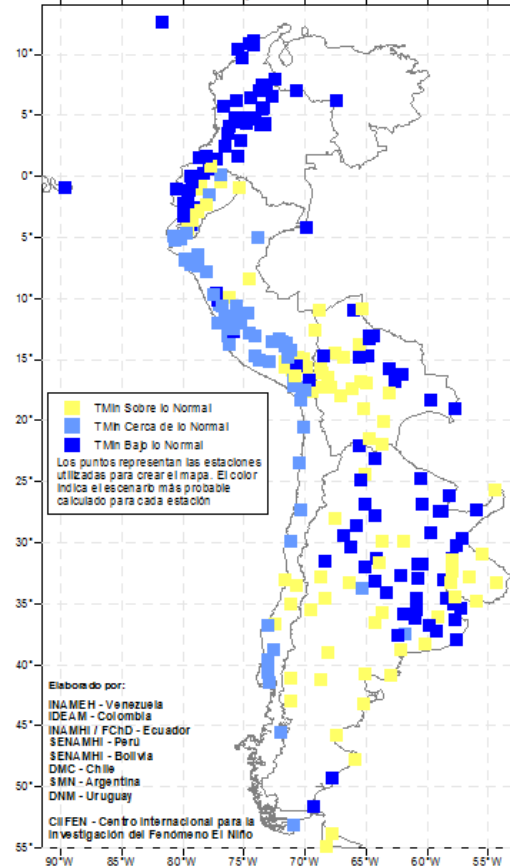 10°
5°
0°
5°
10°
15°
20°
25°
30°
35°
40°
45°
50°
55°
TMin Sobre lo Normal
TMin Cerca de lo Normal
TMin Bajo lo Normal
Los puntos representan las estaciones
utilizadas para crear el mapa. El color
indica el escenario más probable
calculado para cada estación
Elaborado por:
INAMEH - Venezuela
IDEAM - Colombia
INAMHI / FChD - Ecuador
SENAMHI - Perú
SENAMHI - Bolivia
DMC - Chile
SMN - Argentina
DNM - Uruguay
CIIFEN - Centro Internacional para la
Investigación del Fenómeno El Niño
90°W 85°W 80°W 75°W 70°W 65°W 60°W 55°W